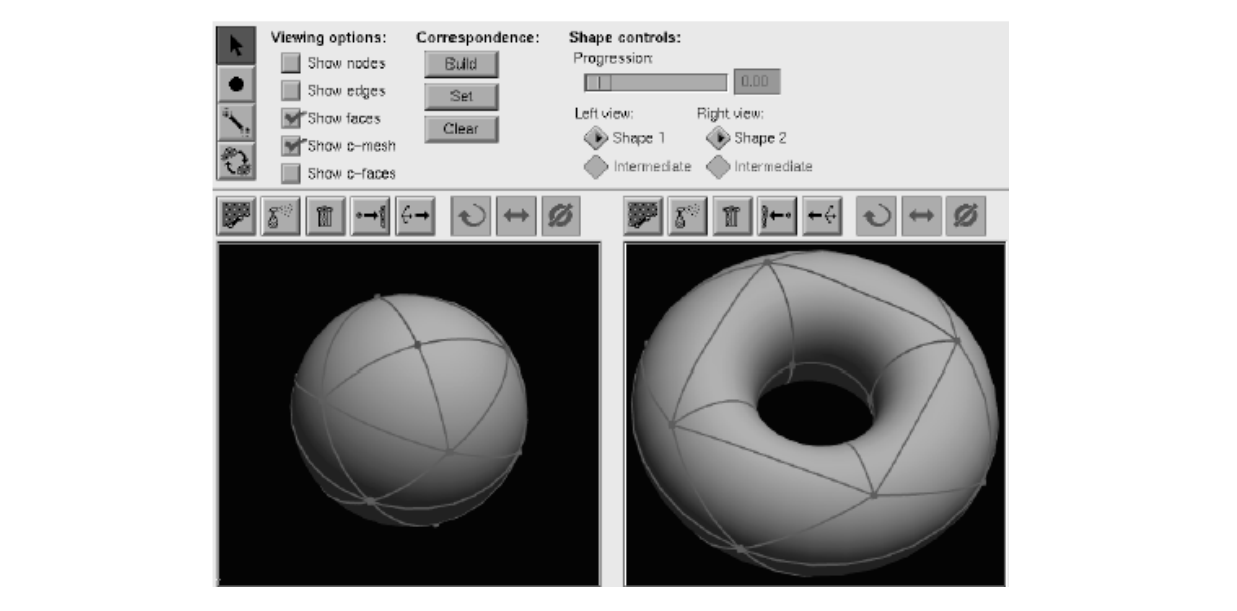 Viewing options:
Show nodes
Show edges
Show faces
Show c-mesh
Show c-faces
Correspondence:
Build
Set
Clear
Shape controls:
Progression:
0.00
Left view:
Shape 1
Intermediate
Right view:
Shape 2
Intermediate